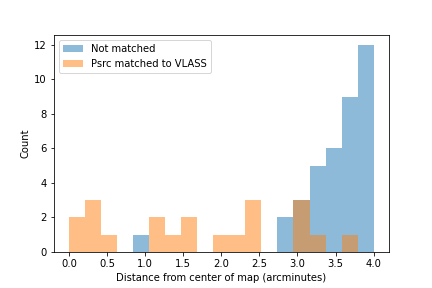 Not matched
Psrc matched to VLASS
12
10
8
6
4
2
0
Count
0.0 0.5 1.0 1.5 2.0 2.5 3.0 3.5 4.0
Distance from center of map (arcminutes)